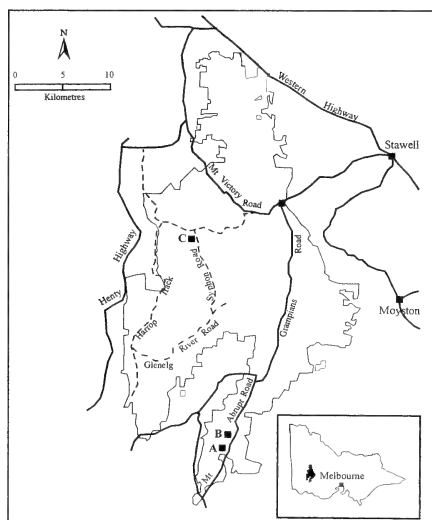 N
0 5 10
Kilometres
Western
Highway
Stawell
Mt Victory
Road
C
Road
Syphon Road
Highway
Henry
Track
Harrop
Moyston
Grampians
River Road
Glenelg
Mt Abrupt Road
B
A
Melbourne